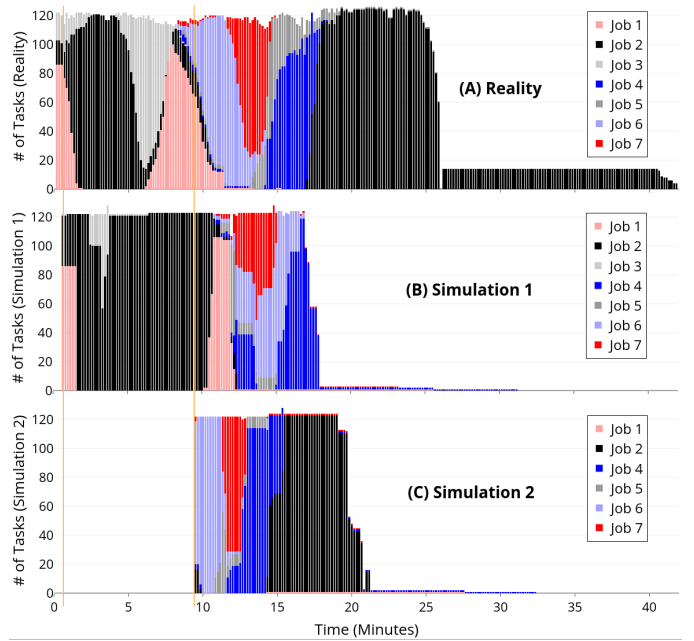 # of Tasks (Reality)
120
100
80
60
40
20
0
(A) Reality
Job 1
Job 2
Job 3
Job 4
Job 5
Job 6
Job 7
# of Tasks (Simulation 1)
120
100
80
60
40
20
0
(B) Simulation 1
Job 1
Job 2
Job 3
Job 4
Job 5
Job 6
Job 7
# of Tasks (Simulation 2)
120
100
80
60
40
20
0
(C) Simulation 2
Job 1
Job 2
Job 4
Job 5
Job 6
Job 7
0 5 10 15 20 25 30 35 40
Time (Minutes)